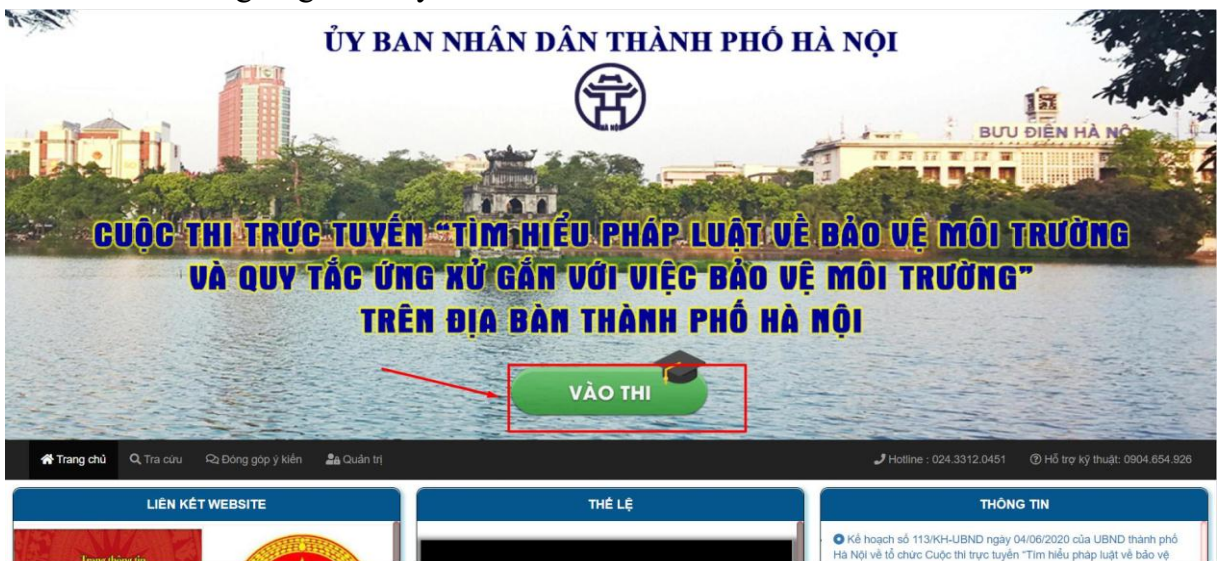 ỦY BAN NHÂN DÂN THÀNH PHỐ HÀ NỘI
HÀ NỘI
BƯU ĐIỆN HÀ NỘI
CUỘC THI TRỰC TUYẾN “TÌM HIỂU PHÁP LUẬT VỀ BẢO VỆ MÔI TRƯỜNG
VÀ QUY TẮC ỨNG XỬ GẮN VỚI VIỆC BẢO VỆ MÔI TRƯỜNG”
TRÊN ĐỊA BÀN THÀNH PHỐ HÀ NỘI
VÀO THI
Trang chủ Tra cứu Đóng góp ý kiến Quản trị Hotline : 024.3312.0451 Hỗ trợ kỹ thuật: 0904.654.926
LIÊN KẾT WEBSITE
THỂ LỆ
THÔNG TIN
Trang thông tin
Kế hoạch số 113/KH-UBND ngày 04/06/2020 của UBND thành phố
Hà Nội về tổ chức Cuộc thi trực tuyến "Tìm hiểu pháp luật về bảo vệ